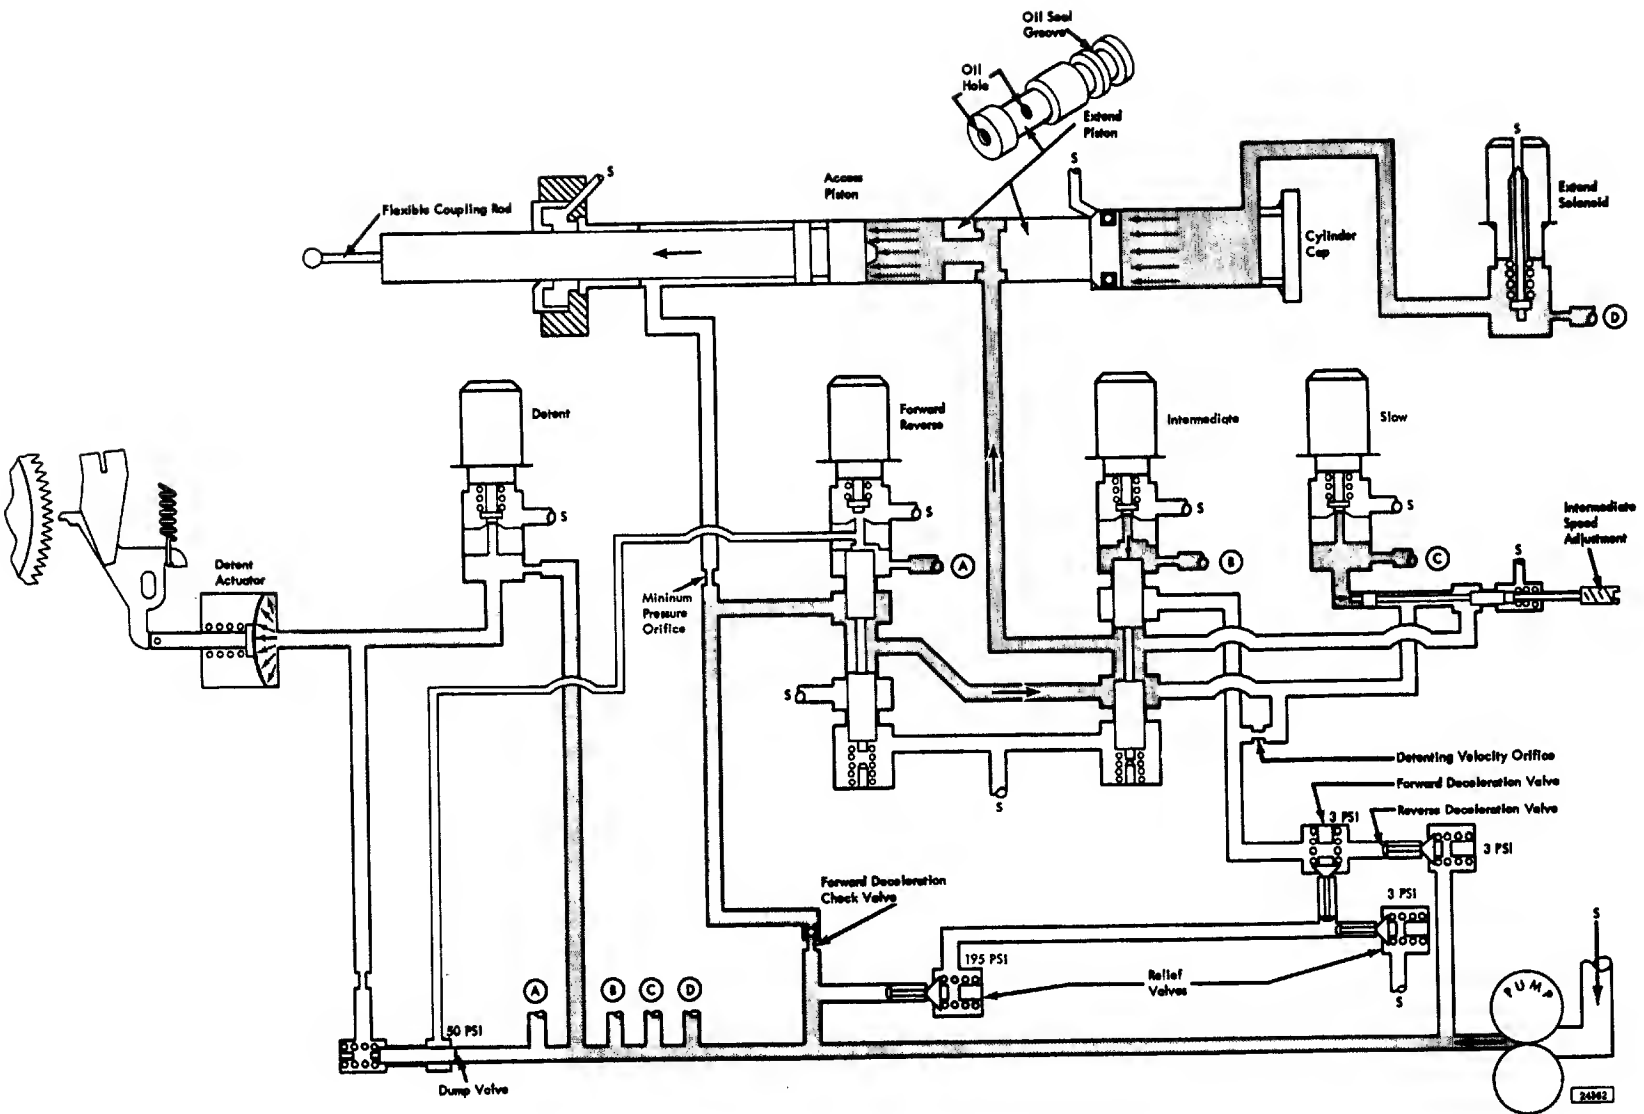 Oil Seal
Groove
Oil
Hole
Extend
Piston
S
S
Access
Piston
S
Extend
Solenoid
Flexible Coupling Rod
Cylinder
Cap
D
Detent
Forward
Reverse
Intermediate
Slow
S
S
S
S
Intermediate
Speed
Adjustment
S
Detent
Actuator
A
B
C
Mininum
Pressure
Orifice
S
S
Detenting Velocity Orifice
Forward Deceleration Valve
Reverse Deceleration Valve
3 PSI
3 PSI
Forward Deceleration
Check Valve
3 PSI
S
195 PSI
Relief
Valves
S
PUMP
A
B
C
D
50 PSI
Dump Valve
24362